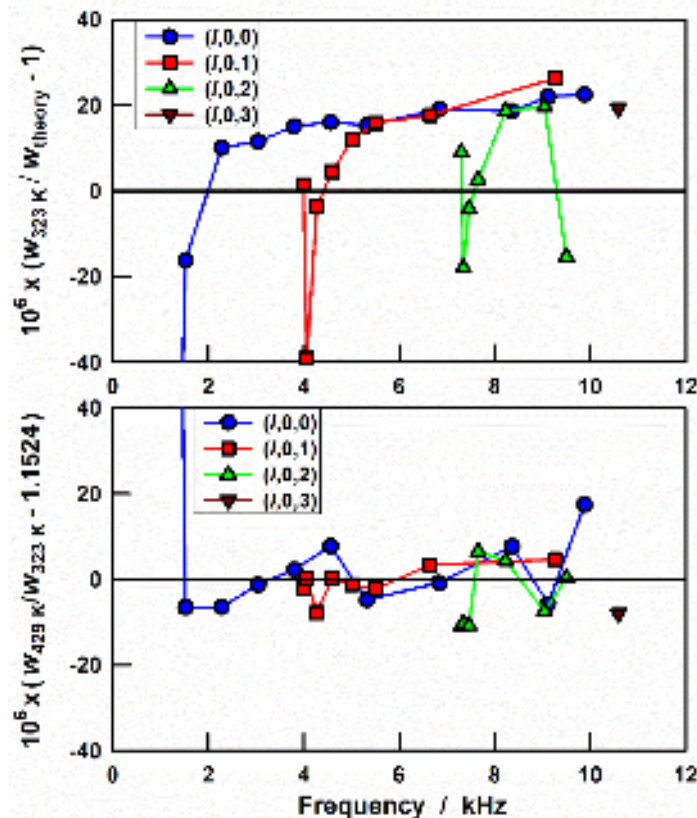 10⁶ x (w₃₂₃ K / w_theory - 1)
40
20
0
-20
-40
(l,0,0)
(l,0,1)
(l,0,2)
(l,0,3)
0 2 4 6 8 10 12
10⁶ x (w₄₂₉ K/w₃₂₃ K - 1.1524)
40
20
0
-20
-40
(l,0,0)
(l,0,1)
(l,0,2)
(l,0,3)
0 2 4 6 8 10 12
Frequency / kHz